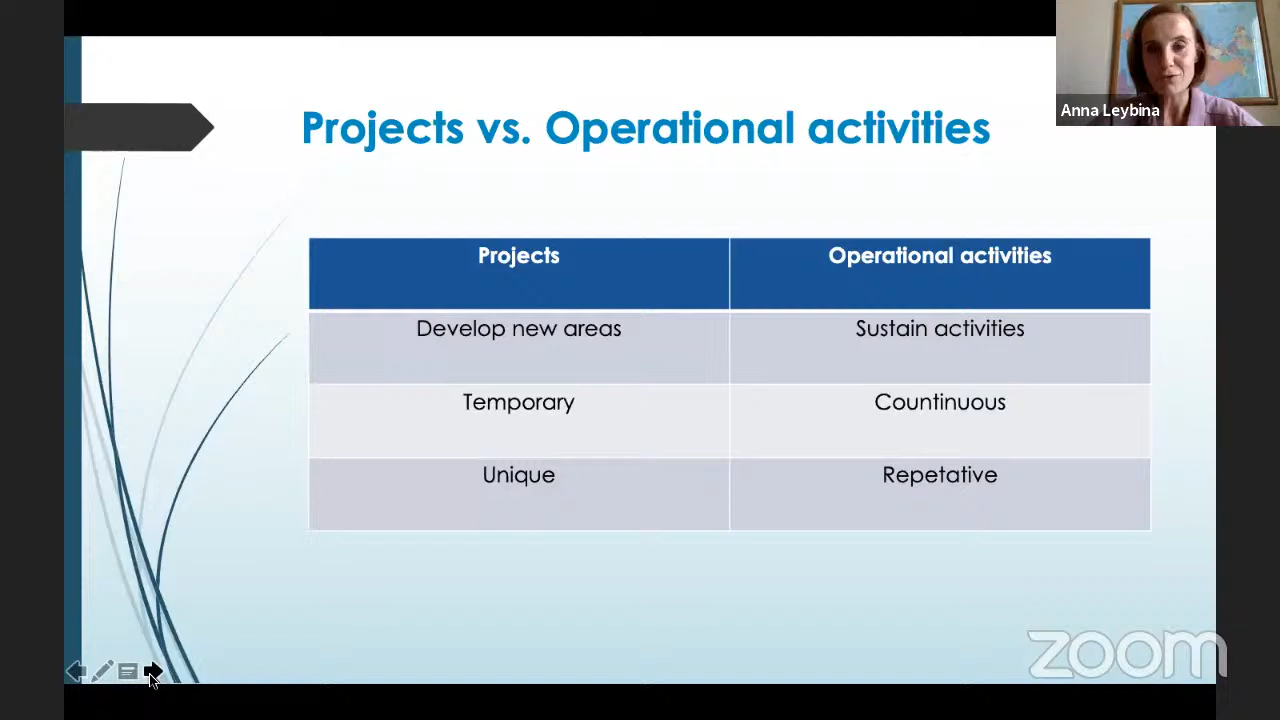 Anna Leybina
Projects vs. Operational activities
Projects Operational activities
Develop new areas Sustain activities
Temporary Countinuous
Unique Repetative
zoom